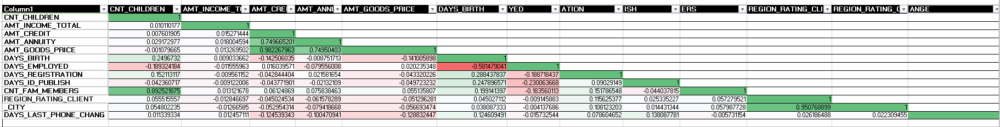 Column1 CNT_CHILDREN AMT_INCOME_T( AMT_CREI AMT_ANNU AMT_GOODS_PRICE DAYS_BIRTH YED ATION ISH ERS REGION_RATING_CLI REGION_RATING_C ANGE
CNT_CHILDREN 1
AMT_INCOME_TOTAL 0.010110177 1
AMT_CREDIT 0.007601905 0.015271444 1
AMT_ANNUITY 0.029172977 0.018004594 0.749665201 1
AMT_GOODS_PRICE -0.001079665 0.013269502 0.982267963 0.74950403 1
DAYS_BIRTH 0.2496732 0.009033662 -0.142506035 -0.008751713 -0.141005898 1
DAYS_EMPLOYED -0.189324184 -0.011555963 0.016039571 -0.079556008 0.020235348 -0.581479041 1
DAYS_REGISTRATION 0.152113117 -0.009561152 -0.042844404 0.021581654 -0.043320226 0.288437837 -0.188718437 1
DAYS_ID_PUBLISH -0.042360717 -0.009122006 -0.043771901 -0.02132109 -0.049723232 0.247896571 -0.230063668 0.09029149 1
CNT_FAM_MEMBERS 0.892521875 0.013121678 0.06124869 0.075838463 0.055135807 0.199141397 -0.183560113 0.151786548 -0.044037815 1
REGION_RATING_CLIENT 0.055515557 -0.012846697 -0.045024534 -0.061578289 -0.051296281 0.045027112 -0.009145883 0.115625377 0.025335227 0.057279521 1
_CITY 0.054802235 -0.01266585 -0.052954314 -0.079418668 -0.056693474 0.038087333 -0.004137686 0.108123203 0.014431344 0.057987728 0.950768899 1
DAYS_LAST_PHONE_CHANG 0.011339334 0.012457111 -0.124539343 -0.100470941 -0.128832447 0.124609491 -0.015732544 0.078604652 0.138087781 -0.005731154 0.026186488 0.022309455